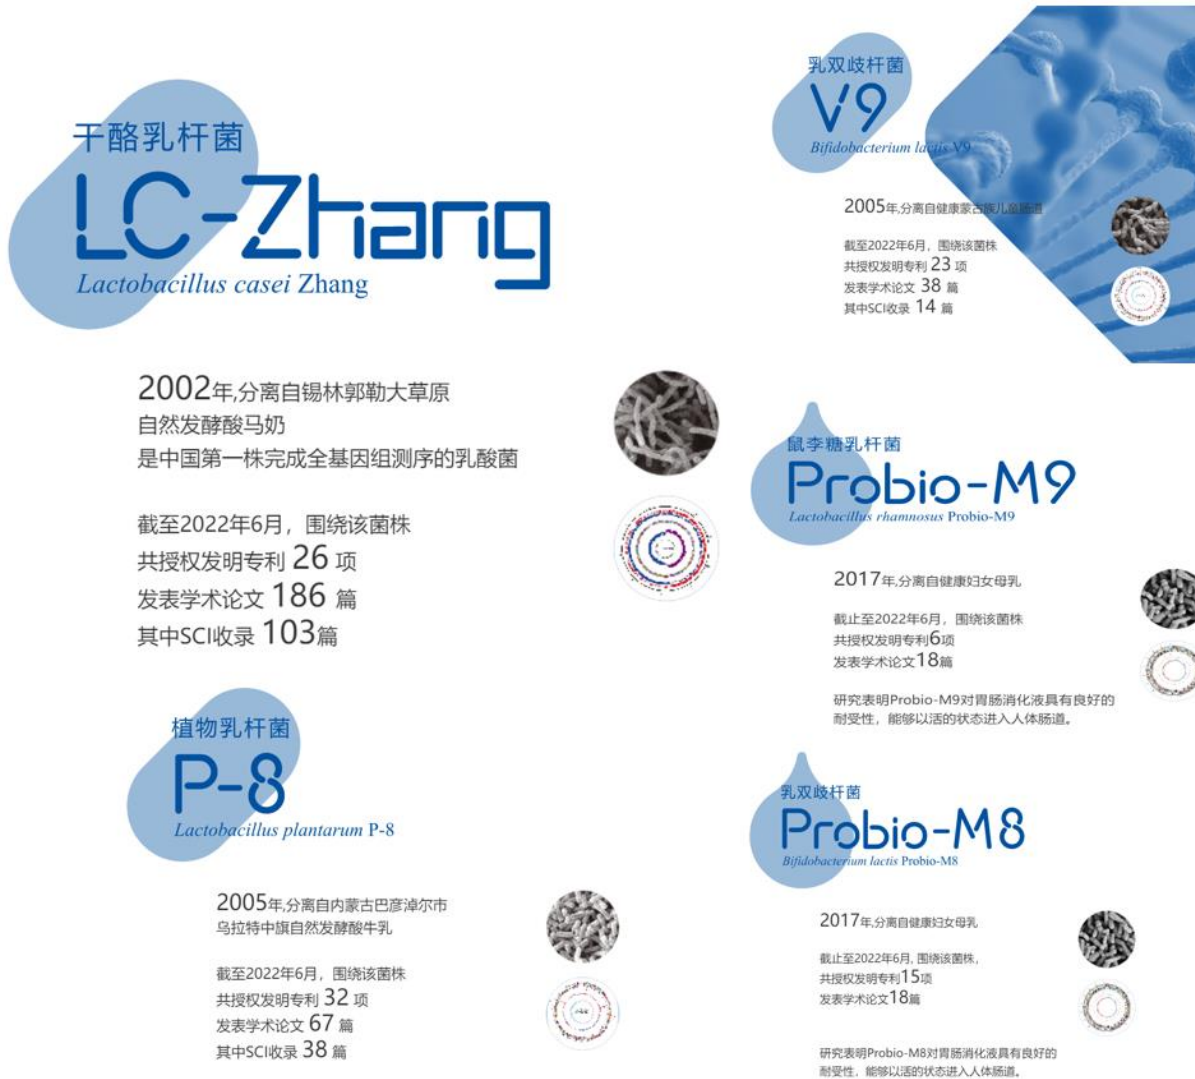 干酪乳杆菌
LC-Zhang
Lactobacillus casei Zhang
2002年,分离自锡林郭勒大草原
自然发酵酸马奶
是中国第一株完成全基因组测序的乳酸菌
截至2022年6月，围绕该菌株
共授权发明专利 26 项
发表学术论文 186 篇
其中SCI收录 103篇
植物乳杆菌
P-8
Lactobacillus plantarum P-8
2005年,分离自内蒙古巴彦淖尔市
乌拉特中旗自然发酵酸牛乳
截至2022年6月，围绕该菌株
共授权发明专利 32 项
发表学术论文 67 篇
其中SCI收录 38 篇
乳双歧杆菌
V9
Bifidobacterium lactis V9
2005年,分离自健康蒙古族儿童肠道
截至2022年6月，围绕该菌株
共授权发明专利 23 项
发表学术论文 38 篇
其中SCI收录 14 篇
鼠李糖乳杆菌
Probio-M9
Lactobacillus rhamnosus Probio-M9
2017年,分离自健康妇女母乳
截止至2022年6月，围绕该菌株
共授权发明专利6项
发表学术论文18篇
研究表明Probio-M9对胃肠消化液具有良好的
耐受性，能够以活的状态进入人体肠道。
乳双歧杆菌
Probio-M8
Bifidobacterium lactis Probio-M8
2017年,分离自健康妇女母乳
截止至2022年6月, 围绕该菌株，
共授权发明专利15项
发表学术论文18篇
研究表明Probio-M8对胃肠消化液具有良好的
耐受性，能够以活的状态进入人体肠道。